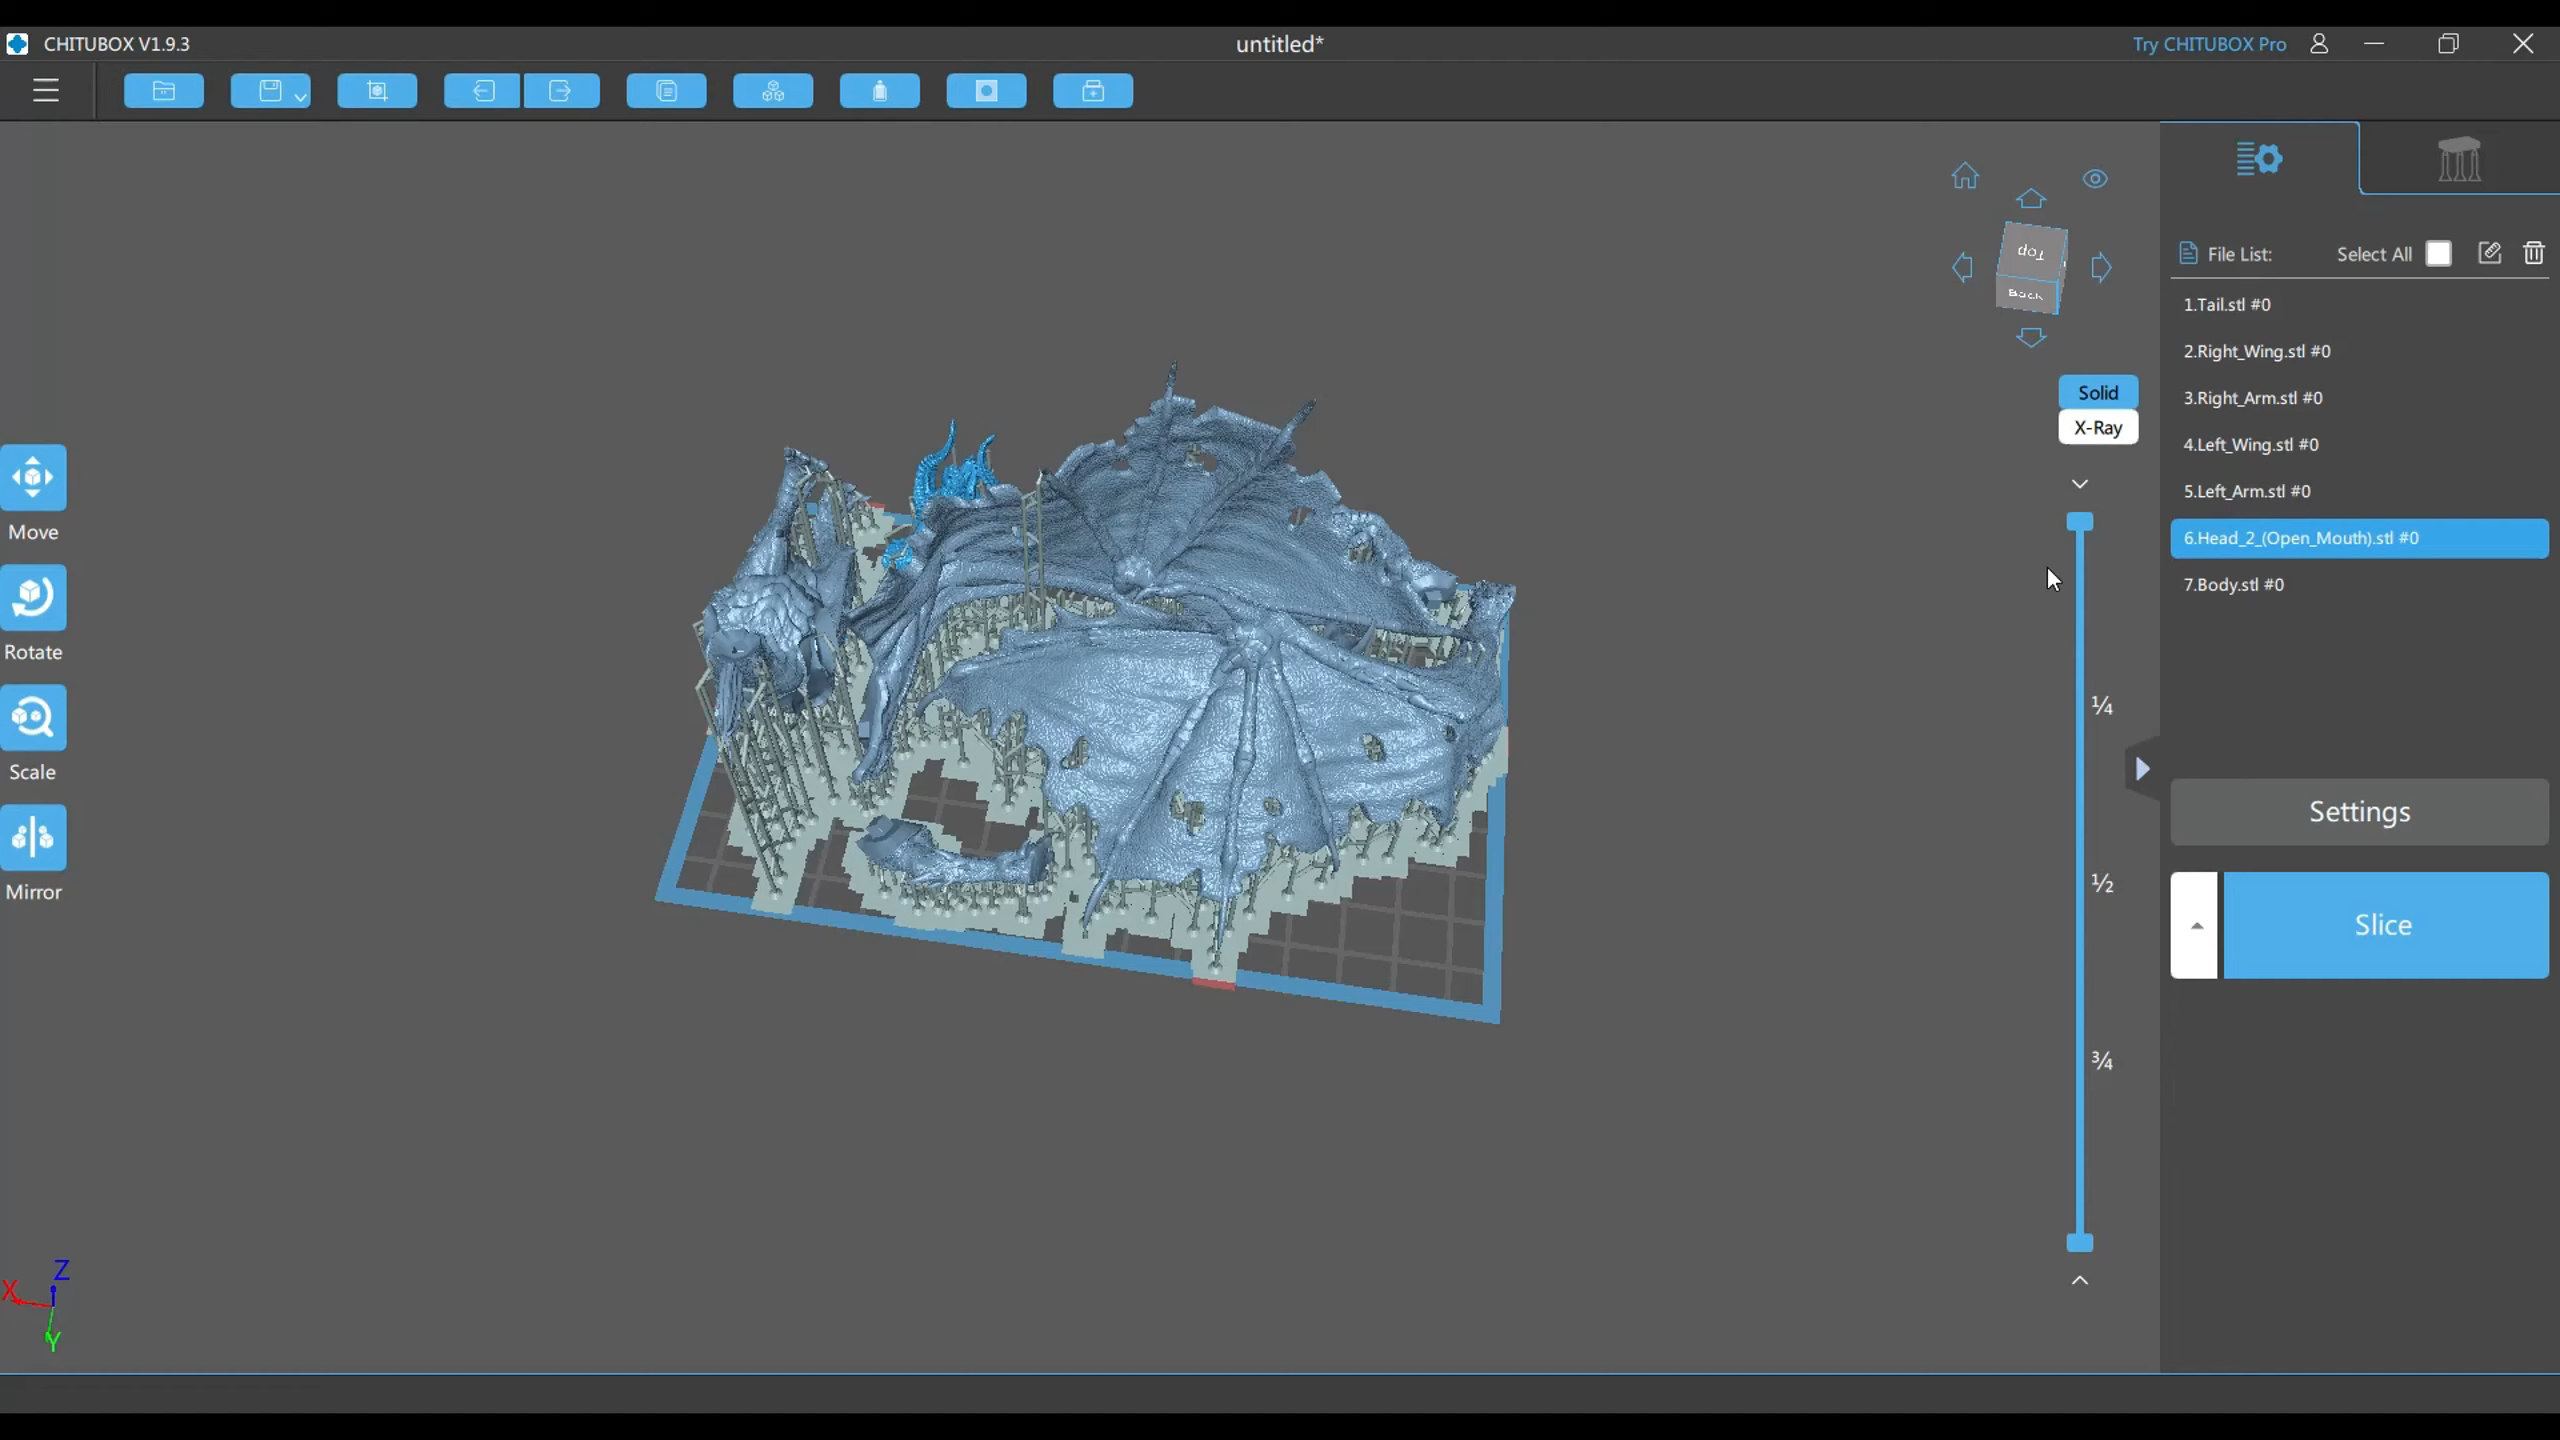 CHITUBOX V1.9.3
untitled*
Try CHITUBOX Pro
Top
Back
File List:
Select All
1.Tail.stl #0
2.Right_Wing.stl #0
3.Right_Arm.stl #0
4.Left_Wing.stl #0
5.Left_Arm.stl #0
6.Head_2_(Open_Mouth).stl #0
7.Body.stl #0
Solid
X-Ray
Move
Rotate
Scale
Mirror
¼
½
¾
Settings
Slice
Z
X
Y